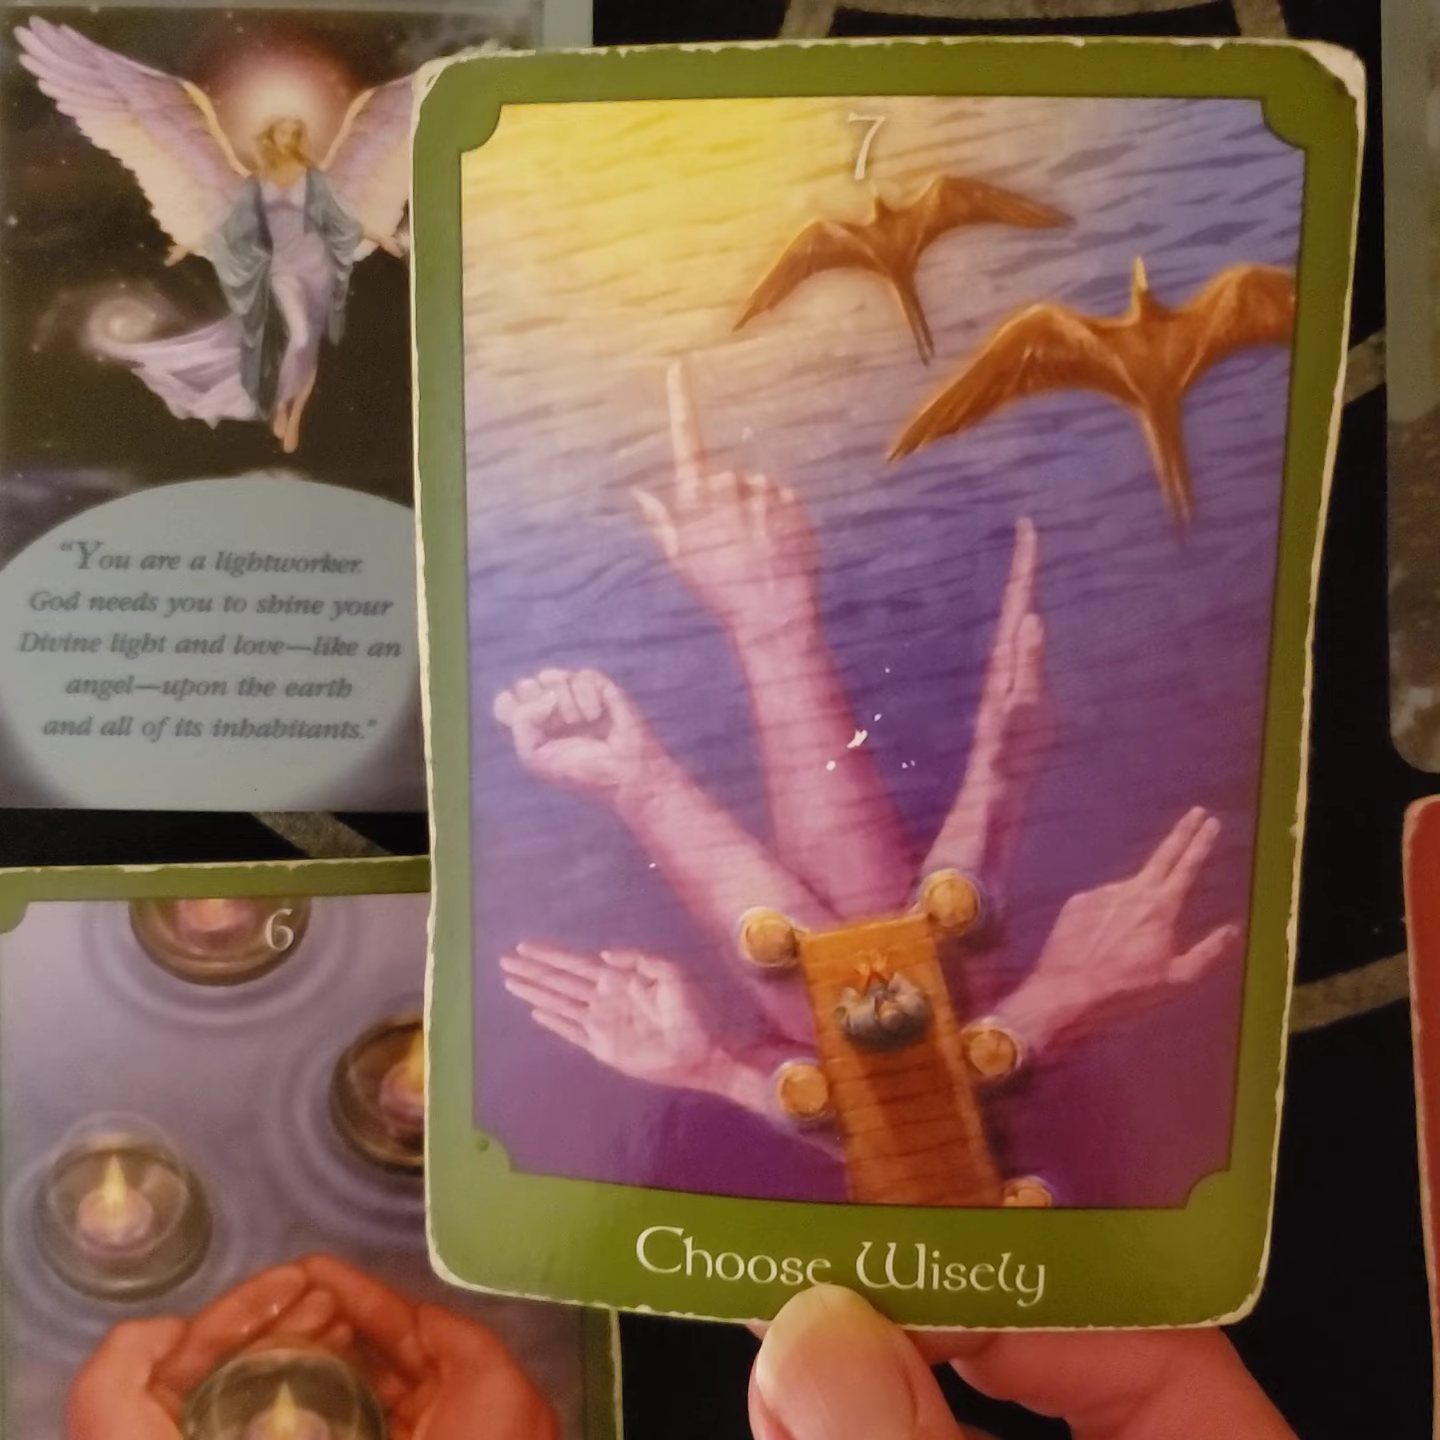 7
"You are a lightworker.
God needs you to shine your
Divine light and love—like an
angel—upon the earth
and all of its inhabitants."
6
Choose Wisely